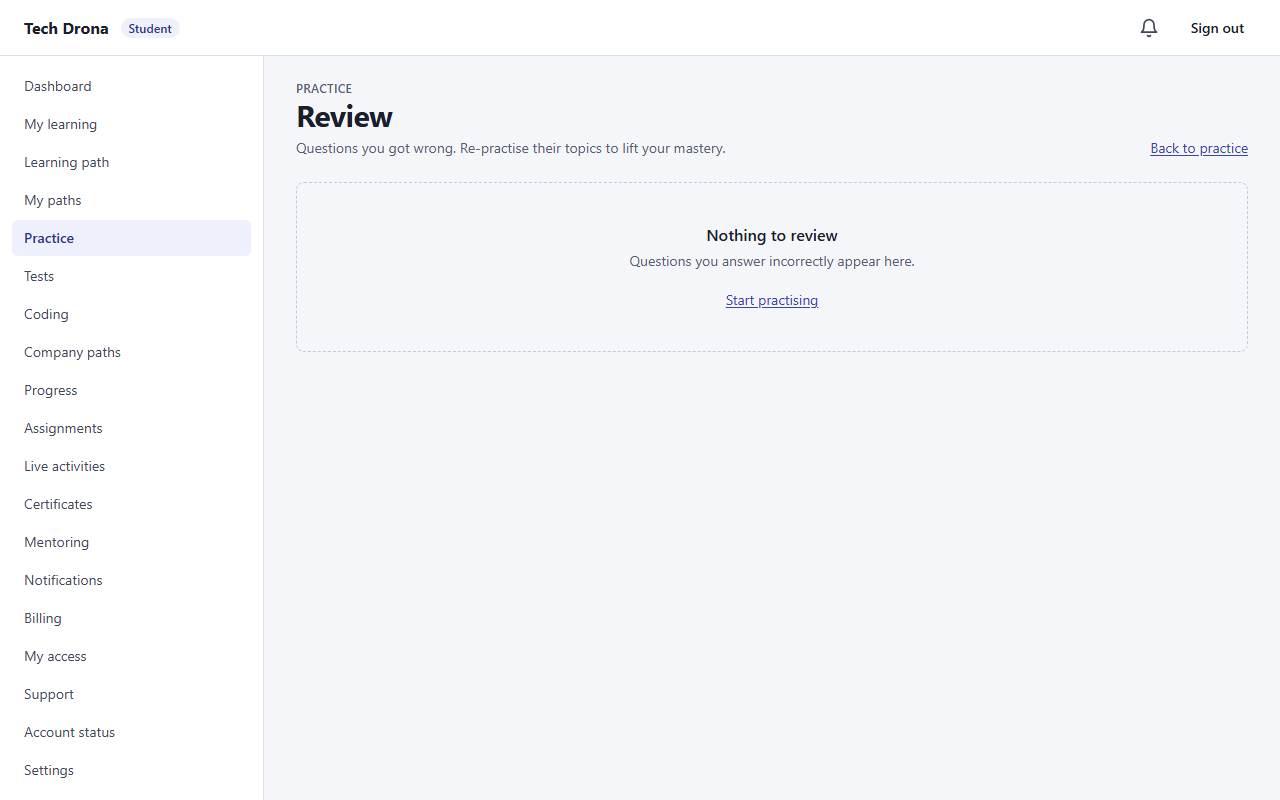 Tech Drona
Student
Sign out
Dashboard
My learning
Learning path
My paths
Practice
Tests
Coding
Company paths
Progress
Assignments
Live activities
Certificates
Mentoring
Notifications
Billing
My access
Support
Account status
Settings
PRACTICE
Review
Questions you got wrong. Re-practise their topics to lift your mastery.
Back to practice
Nothing to review
Questions you answer incorrectly appear here.
Start practising